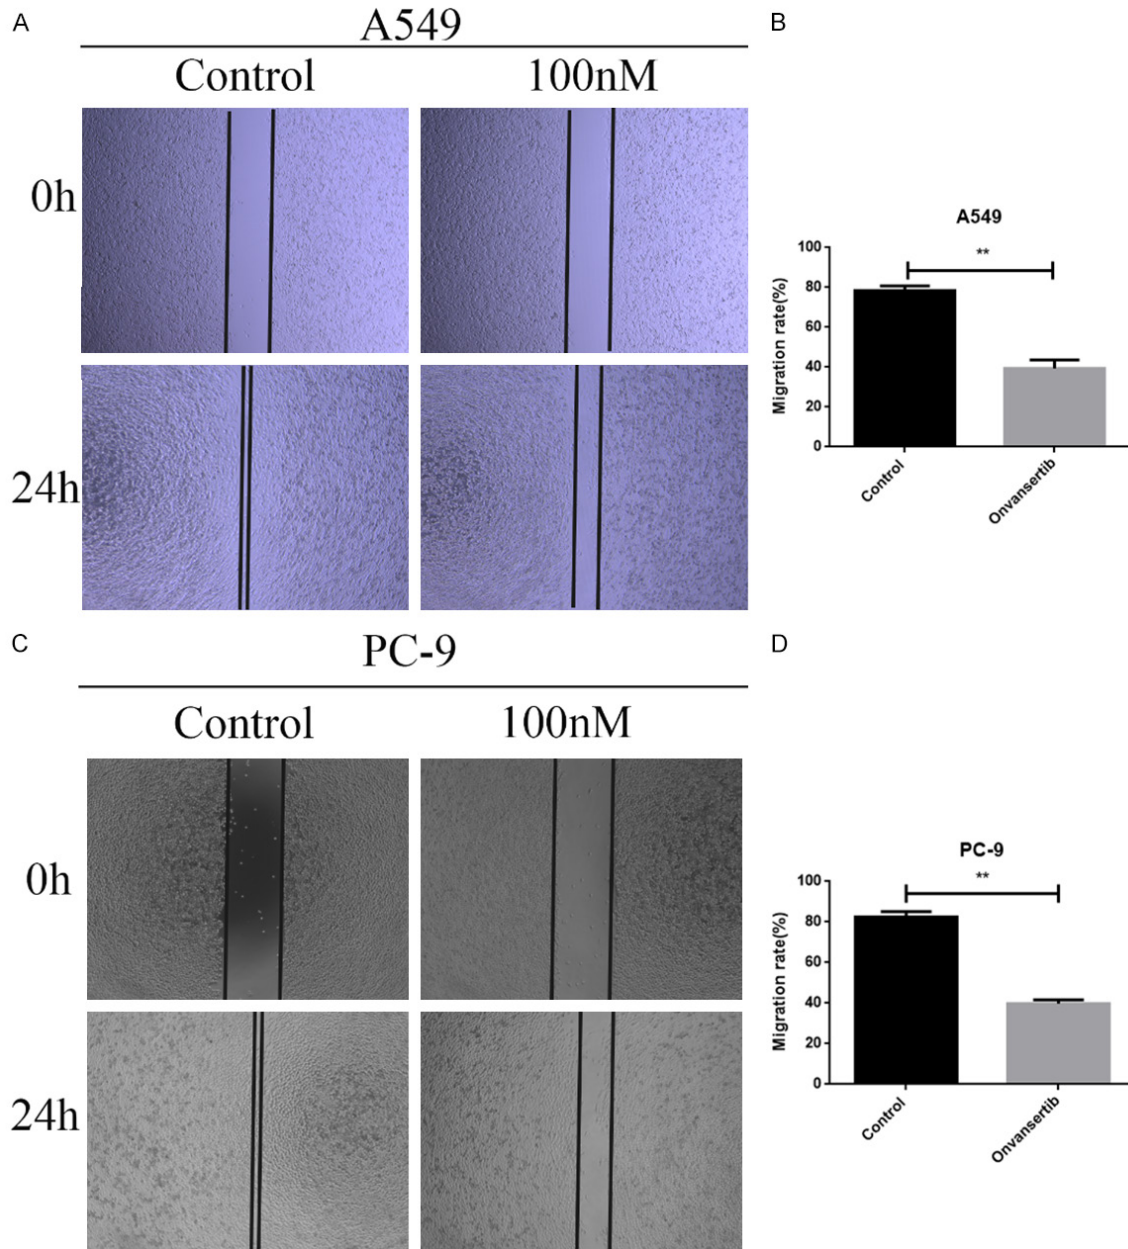 A
A549
Control 100nM
0h
24h
B
A549
**
Migration rate(%)
100
80
60
40
20
0
Control
Onvansertib
C
PC-9
Control 100nM
0h
24h
D
PC-9
**
Migration rate(%)
100
80
60
40
20
0
Control
Onvansertib